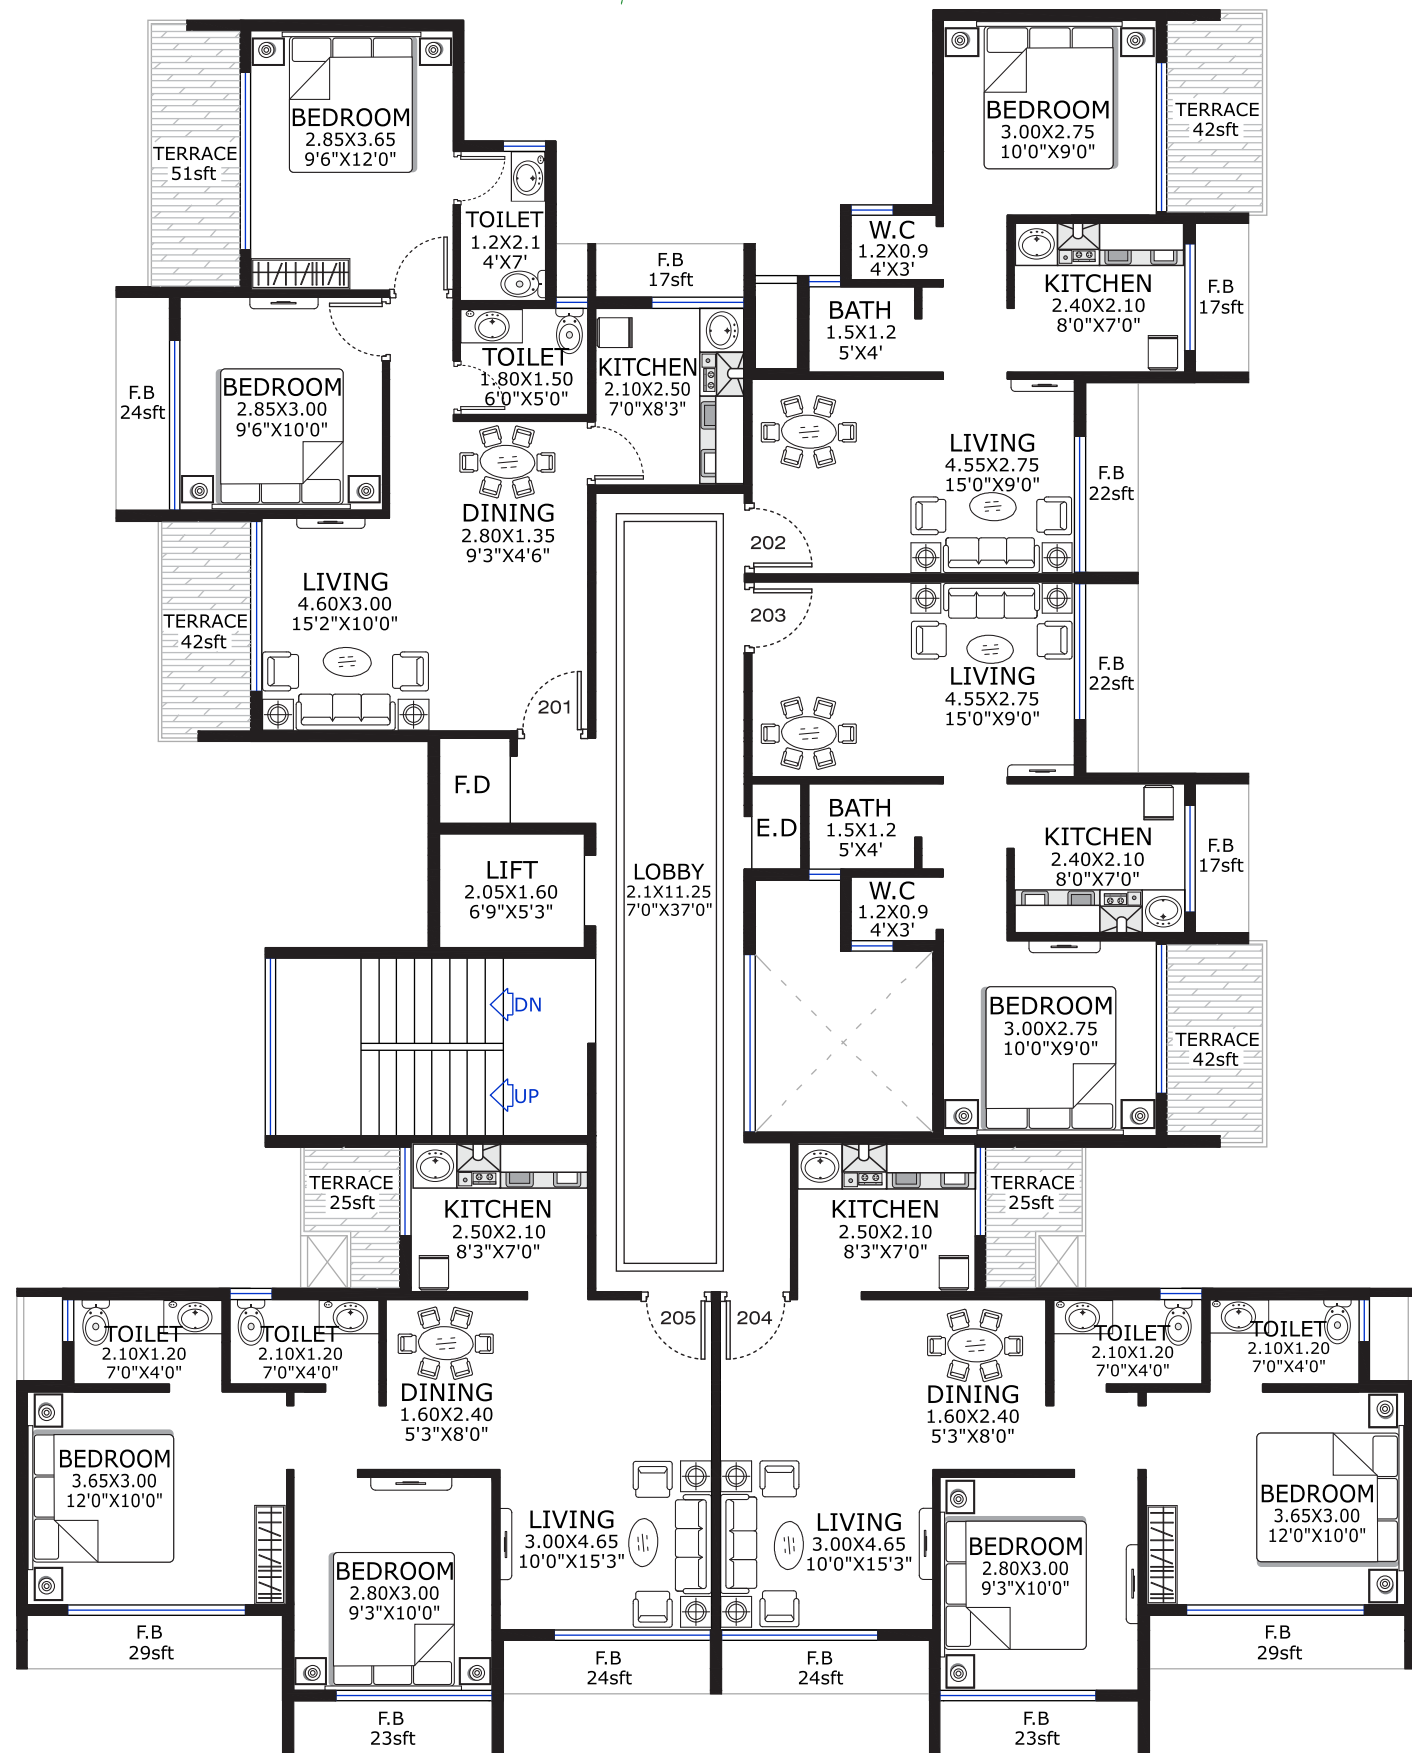 BEDROOM
2.85X3.65
9'6"X12'0"
TERRACE
51sft
TOILET
1.2X2.1
4'X7'
BEDROOM
3.00X2.75
10'0"X9'0"
TERRACE
42sft
W.C
1.2X0.9
4'X3'
F.B
17sft
KITCHEN
2.40X2.10
8'0"X7'0"
F.B
17sft
BATH
1.5X1.2
5'X4'
TOILET
1.80X1.50
6'0"X5'0"
KITCHEN
2.10X2.50
7'0"X8'3"
BEDROOM
2.85X3.00
9'6"X10'0"
F.B
24sft
LIVING
4.55X2.75
15'0"X9'0"
F.B
22sft
DINING
2.80X1.35
9'3"X4'6"
202
LIVING
4.60X3.00
15'2"X10'0"
TERRACE
42sft
203
LIVING
4.55X2.75
15'0"X9'0"
F.B
22sft
201
F.D
E.D
BATH
1.5X1.2
5'X4'
KITCHEN
2.40X2.10
8'0"X7'0"
F.B
17sft
LIFT
2.05X1.60
6'9"X5'3"
LOBBY
2.1X11.25
7'0"X37'0"
W.C
1.2X0.9
4'X3'
DN
UP
BEDROOM
3.00X2.75
10'0"X9'0"
TERRACE
42sft
TERRACE
25sft
KITCHEN
2.50X2.10
8'3"X7'0"
KITCHEN
2.50X2.10
8'3"X7'0"
TERRACE
25sft
205
204
TOILET
2.10X1.20
7'0"X4'0"
TOILET
2.10X1.20
7'0"X4'0"
DINING
1.60X2.40
5'3"X8'0"
DINING
1.60X2.40
5'3"X8'0"
TOILET
2.10X1.20
7'0"X4'0"
TOILET
2.10X1.20
7'0"X4'0"
BEDROOM
3.65X3.00
12'0"X10'0"
BEDROOM
2.80X3.00
9'3"X10'0"
LIVING
3.00X4.65
10'0"X15'3"
LIVING
3.00X4.65
10'0"X15'3"
BEDROOM
2.80X3.00
9'3"X10'0"
BEDROOM
3.65X3.00
12'0"X10'0"
F.B
29sft
F.B
23sft
F.B
24sft
F.B
24sft
F.B
23sft
F.B
29sft